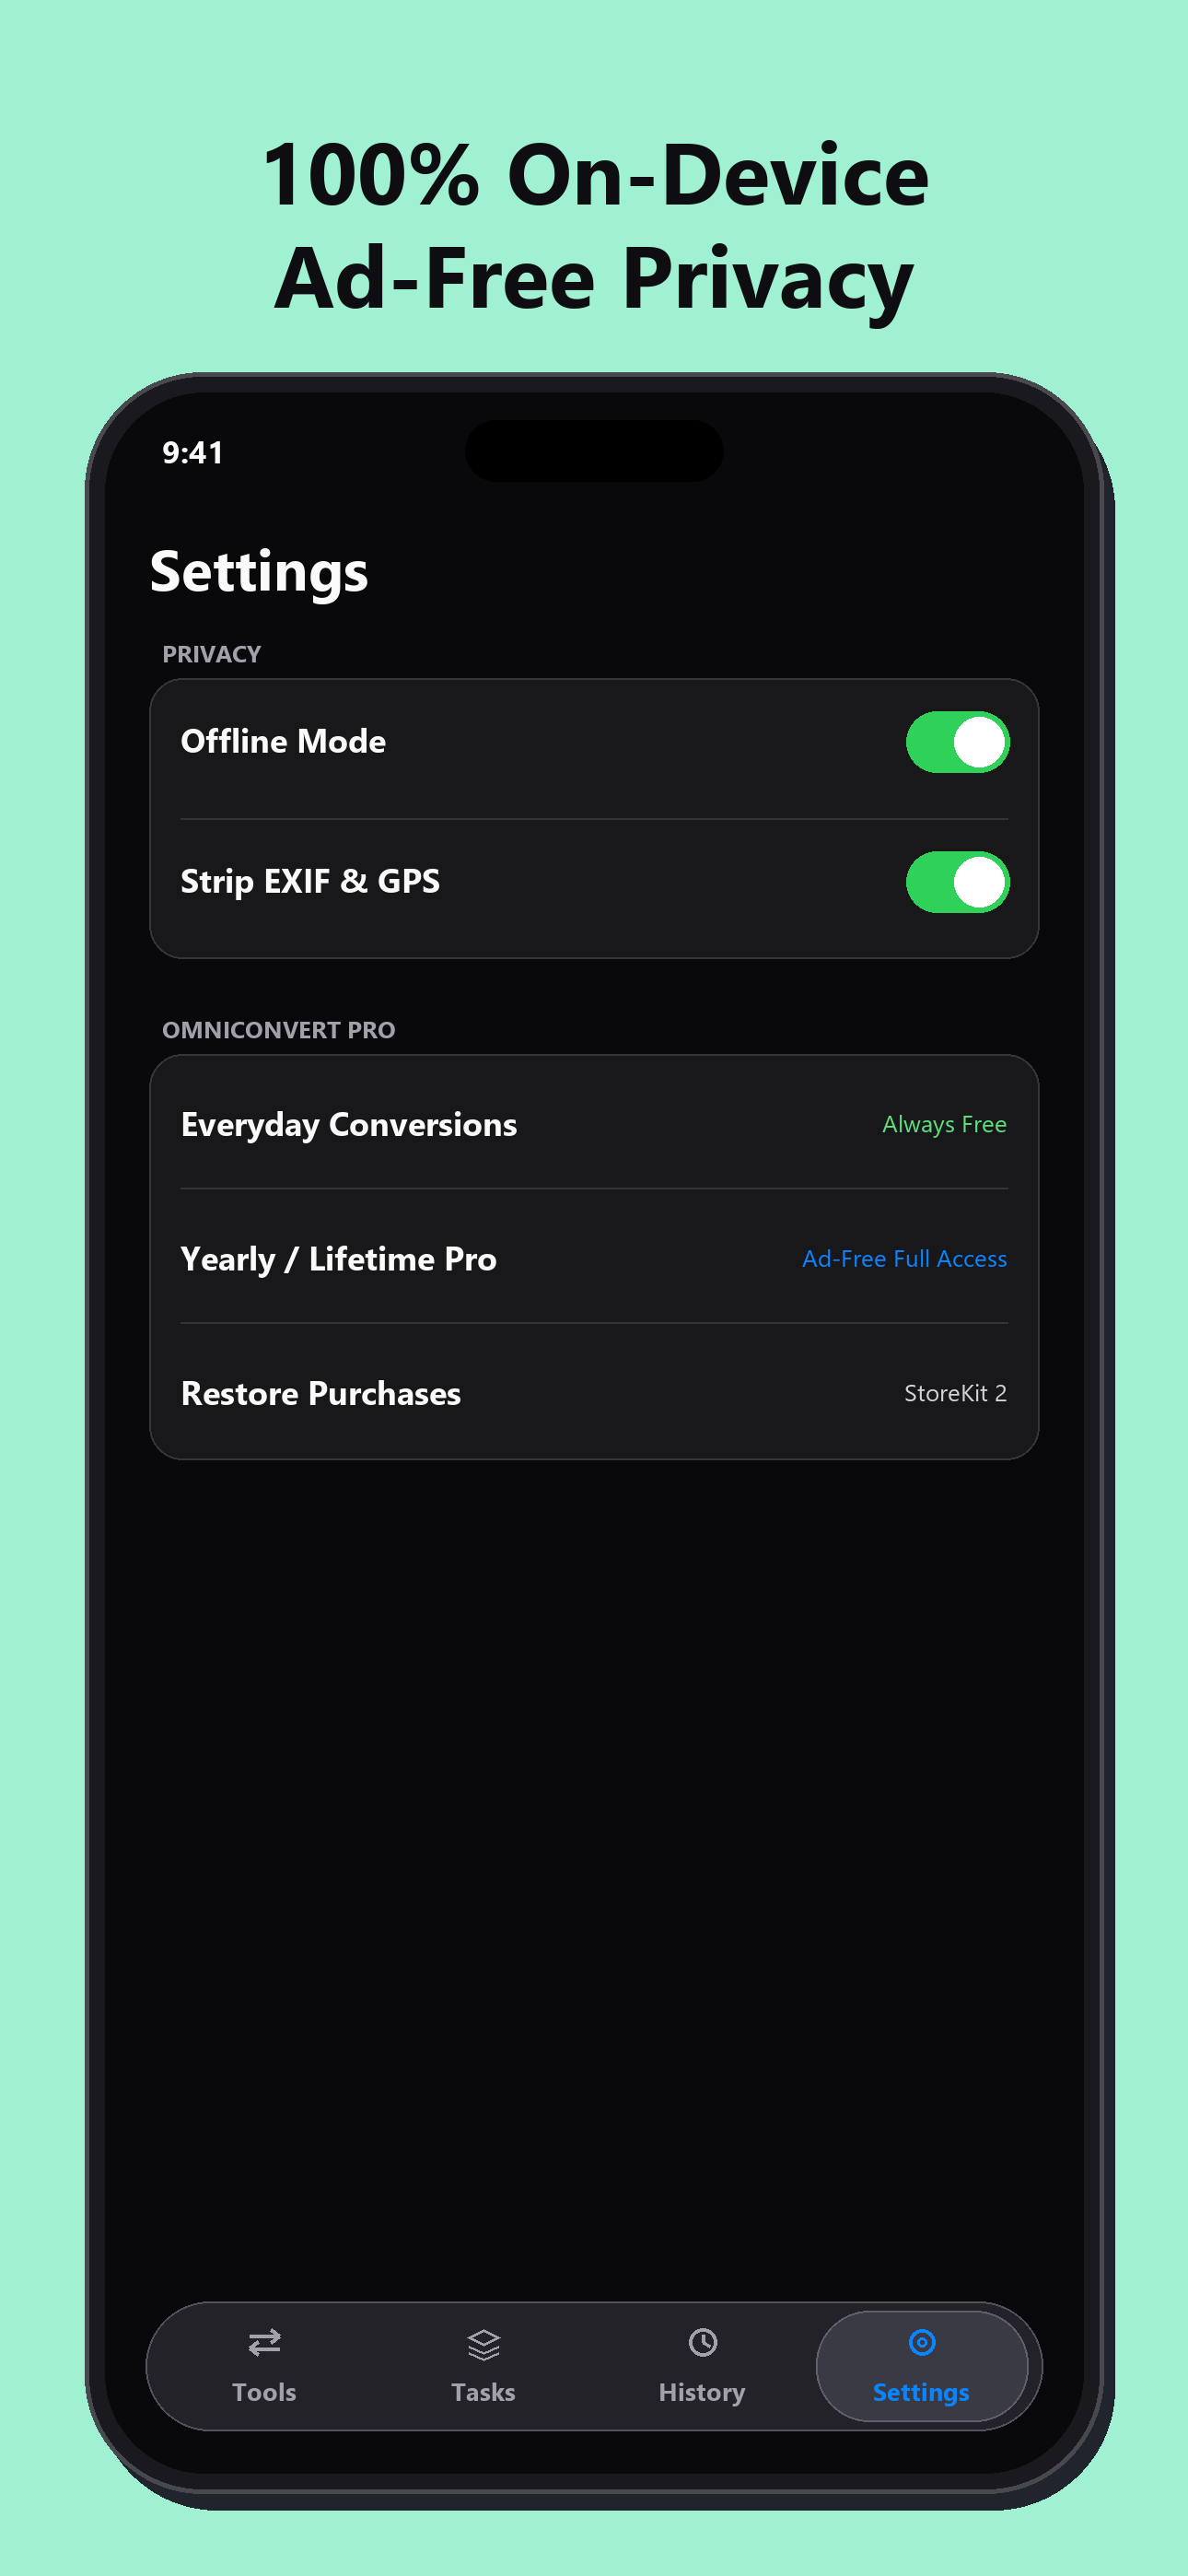 100% On-Device
Ad-Free Privacy
9:41
Settings
PRIVACY
Offline Mode
Strip EXIF & GPS
OMNICONVERT PRO
Everyday Conversions Always Free
Yearly / Lifetime Pro Ad-Free Full Access
Restore Purchases StoreKit 2
Tools Tasks History Settings